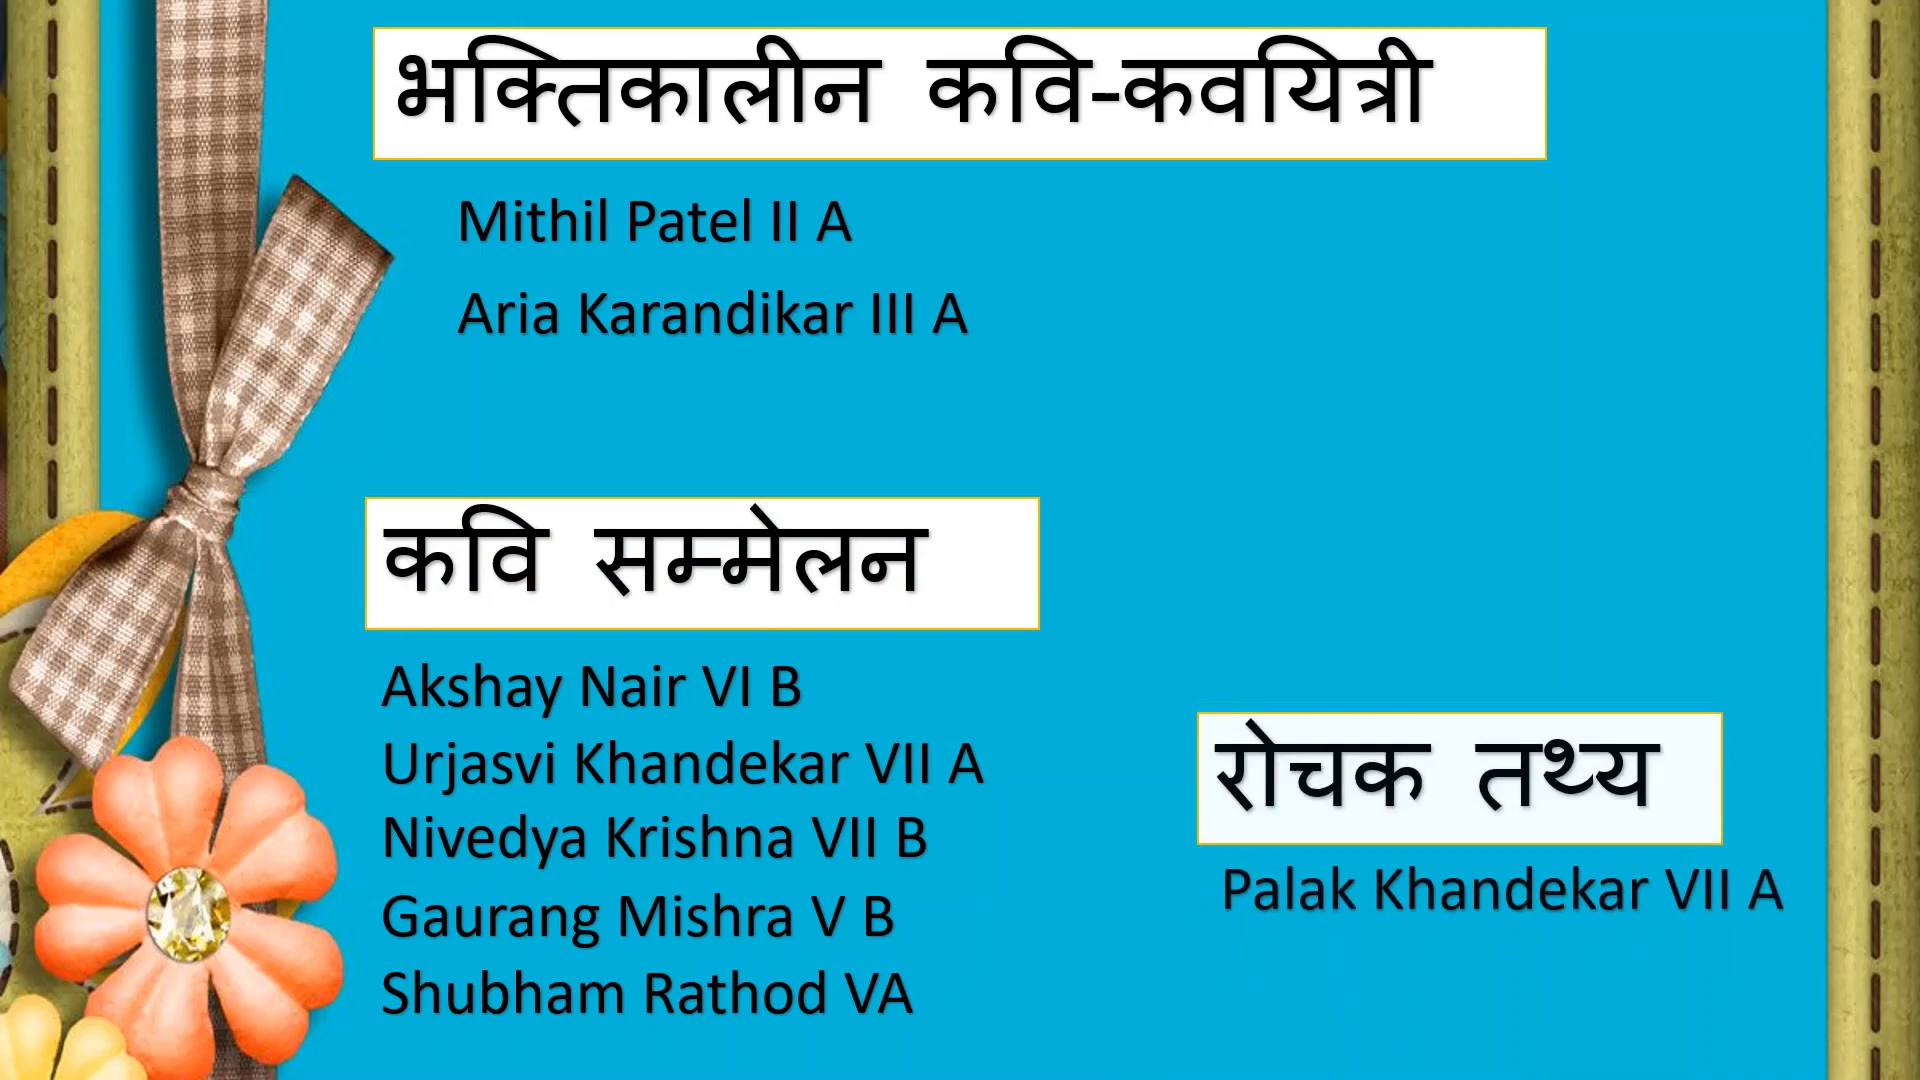 भक्तिकालीन कवि-कवयित्री
Mithil Patel II A
Aria Karandikar III A
कवि सम्मेलन
Akshay Nair VI B
Urjasvi Khandekar VII A
Nivedya Krishna VII B
Gaurang Mishra V B
Shubham Rathod VA
रोचक तथ्य
Palak Khandekar VII A